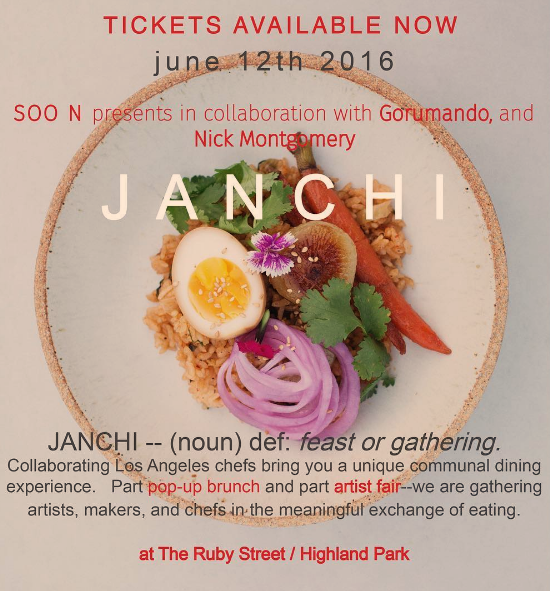 TICKETS AVAILABLE NOW
june 12th 2016
SOO N presents in collaboration with Gorumando, and
Nick Montgomery
JANCHI
JANCHI -- (noun) def: feast or gathering.
Collaborating Los Angeles chefs bring you a unique communal dining
experience. Part pop-up brunch and part artist fair--we are gathering
artists, makers, and chefs in the meaningful exchange of eating.
at The Ruby Street / Highland Park